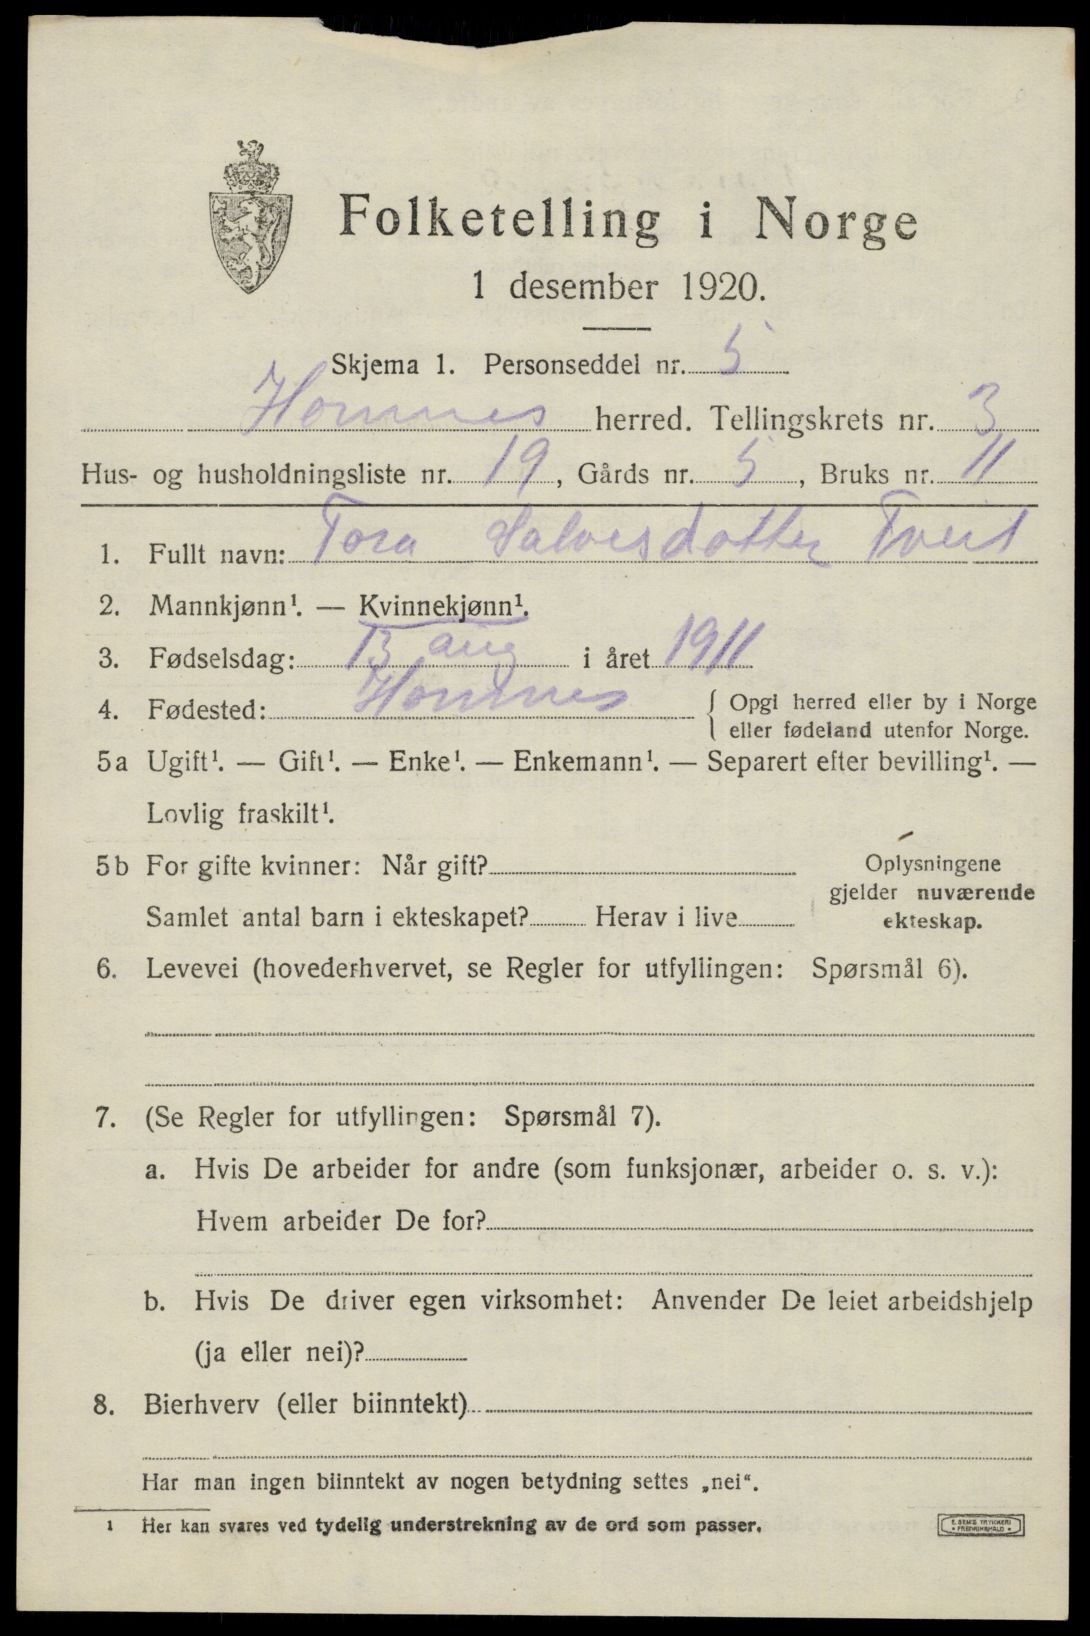 Folketelling i Norge
1 desember 1920.
Skjema 1. Personseddel nr. 5
Hommes herred. Tellingskrets nr. 3
Hus- og husholdningsliste nr. 19, Gårds nr. 5, Bruks nr. 11
1. Fullt navn: Tora Salvesdotter Tveit
2. Mannkjønn¹. — Kvinnekjønn¹.
3. Fødselsdag: 13 aug i året 1911
4. Fødested: Hommes { Opgi herred eller by i Norge
eller fødeland utenfor Norge.
5a Ugift¹. — Gift¹. — Enke¹. — Enkemann¹. — Separert efter bevilling¹. —
Lovlig fraskilt¹.
5b For gifte kvinner: Når gift?
Samlet antal barn i ekteskapet? Herav i live
Oplysningene
gjelder nuværende
ekteskap.
6. Levevei (hovederhvervet, se Regler for utfyllingen: Spørsmål 6).
7. (Se Regler for utfyllingen: Spørsmål 7).
a. Hvis De arbeider for andre (som funksjonær, arbeider o. s. v.):
Hvem arbeider De for?
b. Hvis De driver egen virksomhet: Anvender De leiet arbeidshjelp
(ja eller nei)?
8. Bierhverv (eller biinntekt)
Har man ingen biinntekt av nogen betydning settes „nei“.
¹ Her kan svares ved tydelig understrekning av de ord som passer.
E. SEM'S TRYKKERI
• FREDRIKSHALD •